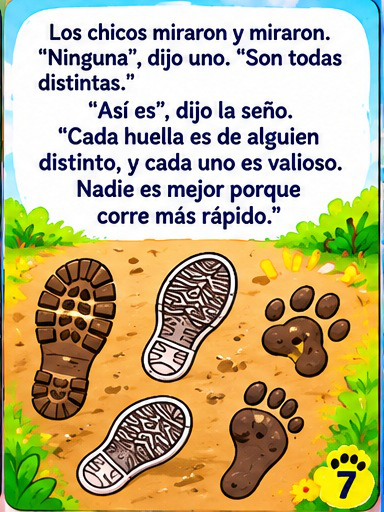 Los chicos miraron y miraron.
“Ninguna”, dijo uno. “Son todas
distintas.”
“Así es”, dijo la seño.
“Cada huella es de alguien
distinto, y cada uno es valioso.
Nadie es mejor porque
corre más rápido.”
7